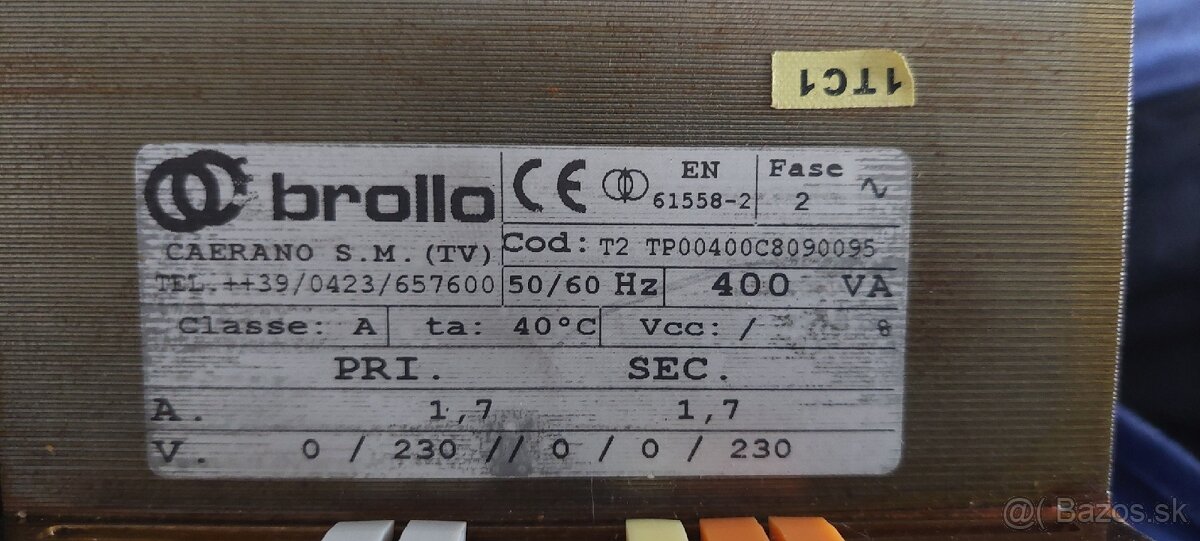 1TC1
brollo CE EN 61558-2 Fase 2 ~
CAERANO S.M. (TV) Cod: T2 TP00400C8090095
TEL.++39/0423/657600 50/60 Hz 400 VA
Classe: A ta: 40°C Vcc: / %
PRI. SEC.
A. 1,7 1,7
V. 0 / 230 // 0 / 0 / 230
@( Bazos.sk